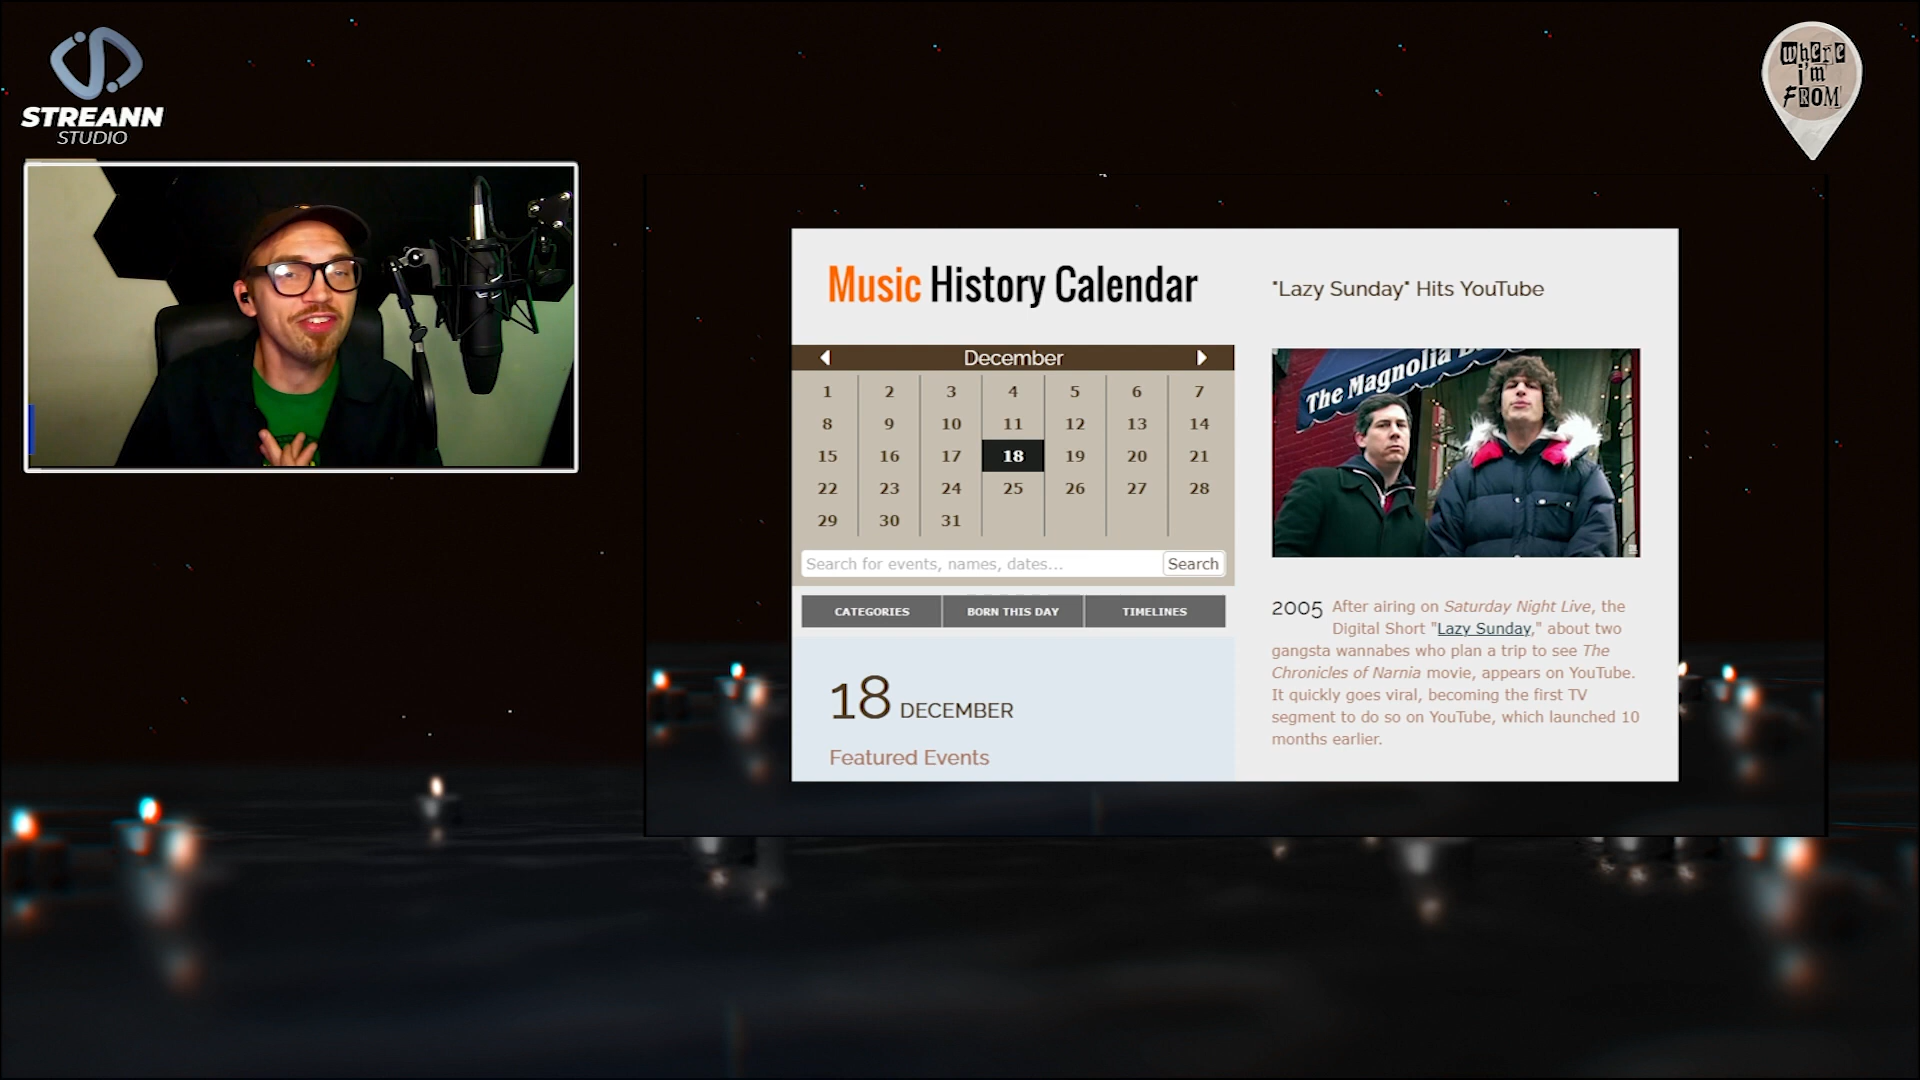 STREANN
STUDIO
where
i'm
FROM
Music History Calendar
December
1 2 3 4 5 6 7
8 9 10 11 12 13 14
15 16 17 18 19 20 21
22 23 24 25 26 27 28
29 30 31
Search for events, names, dates... Search
CATEGORIES BORN THIS DAY TIMELINES
18 DECEMBER
Featured Events
"Lazy Sunday" Hits YouTube
The Magnolia
2005 After airing on Saturday Night Live, the
Digital Short "Lazy Sunday," about two
gangsta wannabes who plan a trip to see The
Chronicles of Narnia movie, appears on YouTube.
It quickly goes viral, becoming the first TV
segment to do so on YouTube, which launched 10
months earlier.